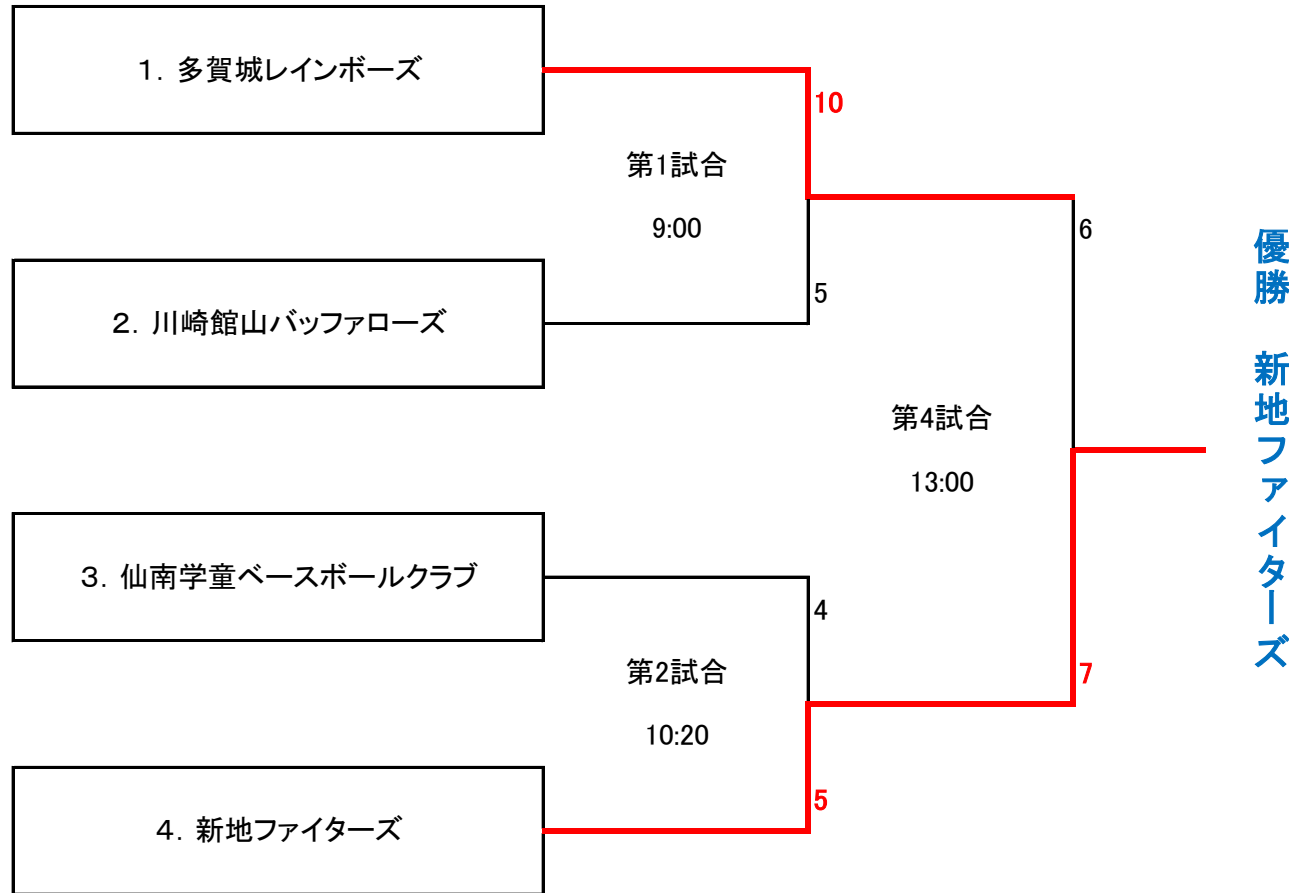 1．多賀城レインボーズ
10
第1試合
9:00
5
2．川崎館山バッファローズ
6
第4試合
13:00
3．仙南学童ベースボールクラブ
4
第2試合
10:20
7
5
4．新地ファイターズ
優勝　新地ファイターズ